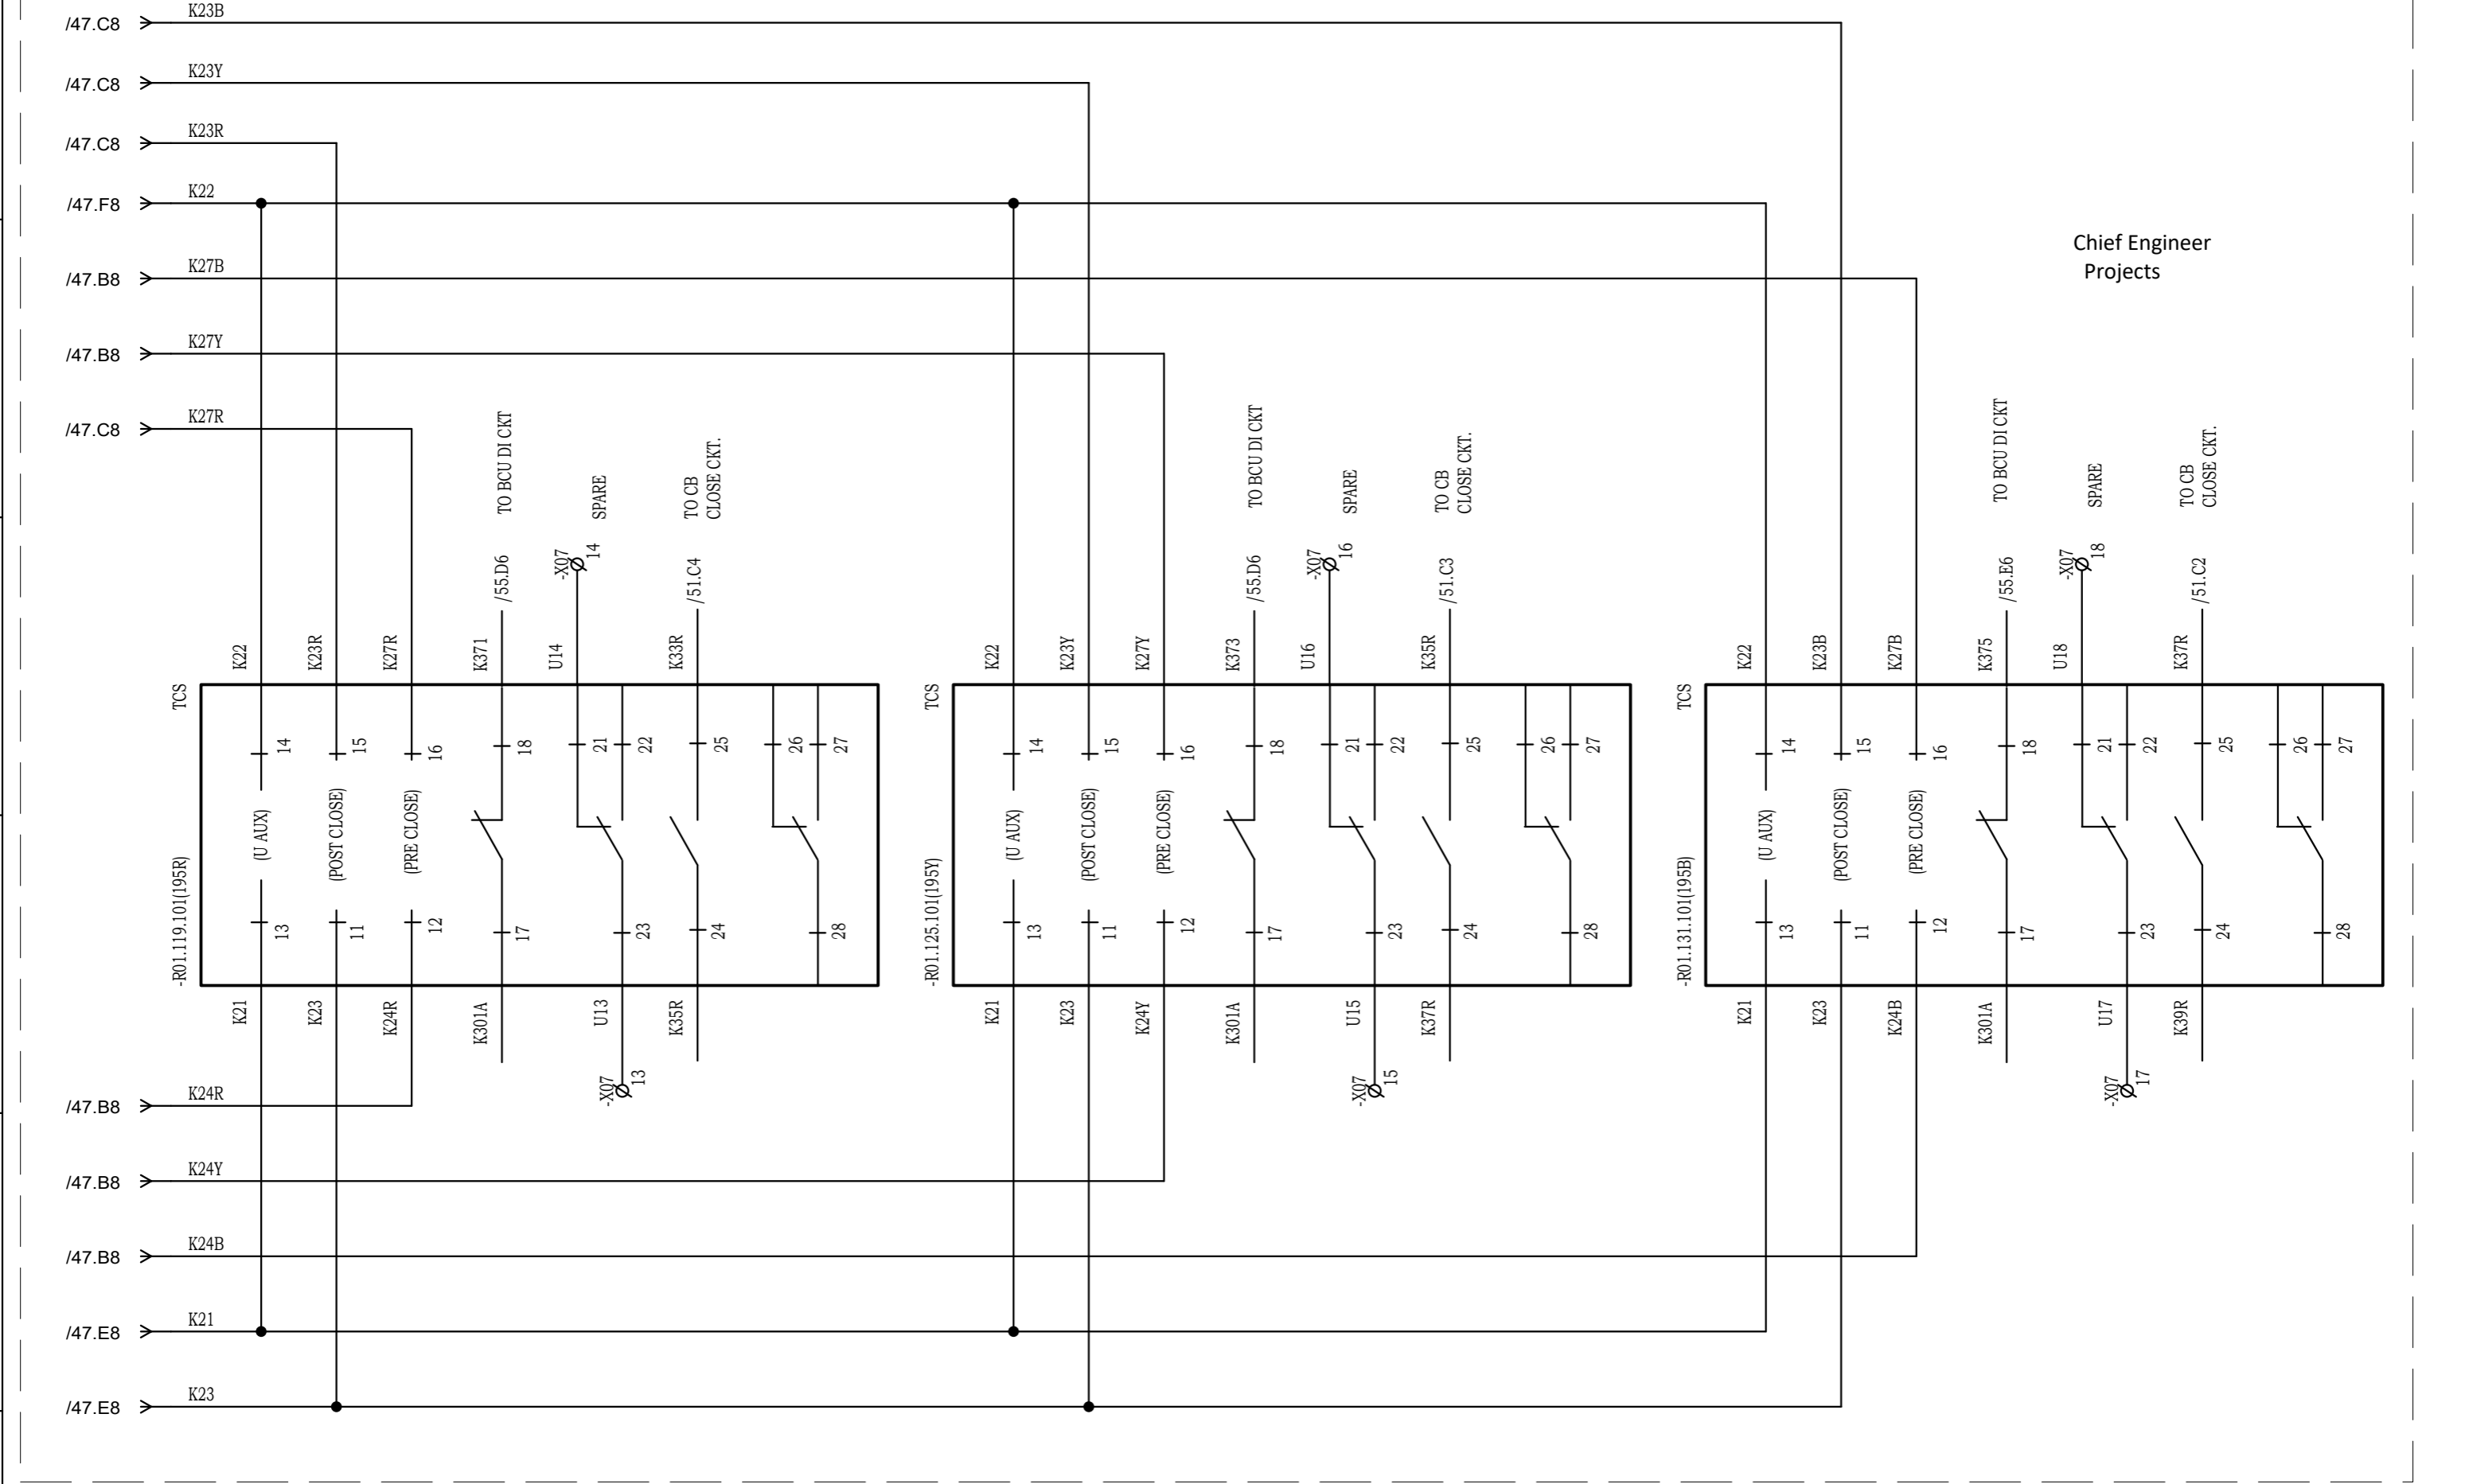 /47.C8 K23B
/47.C8 K23Y
/47.C8 K23R
/47.F8 K22
/47.B8 K27B
/47.B8 K27Y
/47.C8 K27R
Chief Engineer
Projects
TO BCU DI CKT
SPARE
TO CB
CLOSE CKT.
TO BCU DI CKT
SPARE
TO CB
CLOSE CKT.
TO BCU DI CKT
SPARE
TO CB
CLOSE CKT.
/55.D6
-X07
14
/51.C4
/55.D6
-X07
16
/51.C3
/55.E6
-X07
18
/51.C2
K22 K23R K27R K371 U14 K33R
K22 K23Y K27Y K373 U16 K35R
K22 K23B K27B K375 U18 K37R
TCS
14 15 16 18 21 22 25 26 27
(U AUX) (POST CLOSE) (PRE CLOSE)
13 11 12 17 23 24 28
-R01.119.101(195R)
TCS
14 15 16 18 21 22 25 26 27
(U AUX) (POST CLOSE) (PRE CLOSE)
13 11 12 17 23 24 28
-R01.125.101(195Y)
TCS
14 15 16 18 21 22 25 26 27
(U AUX) (POST CLOSE) (PRE CLOSE)
13 11 12 17 23 24 28
-R01.131.101(195B)
K21 K23 K24R K301A U13 K35R
K21 K23 K24Y K301A U15 K37R
K21 K23 K24B K301A U17 K39R
-X07
13
-X07
15
-X07
17
/47.B8 K24R
/47.B8 K24Y
/47.B8 K24B
/47.E8 K21
/47.E8 K23